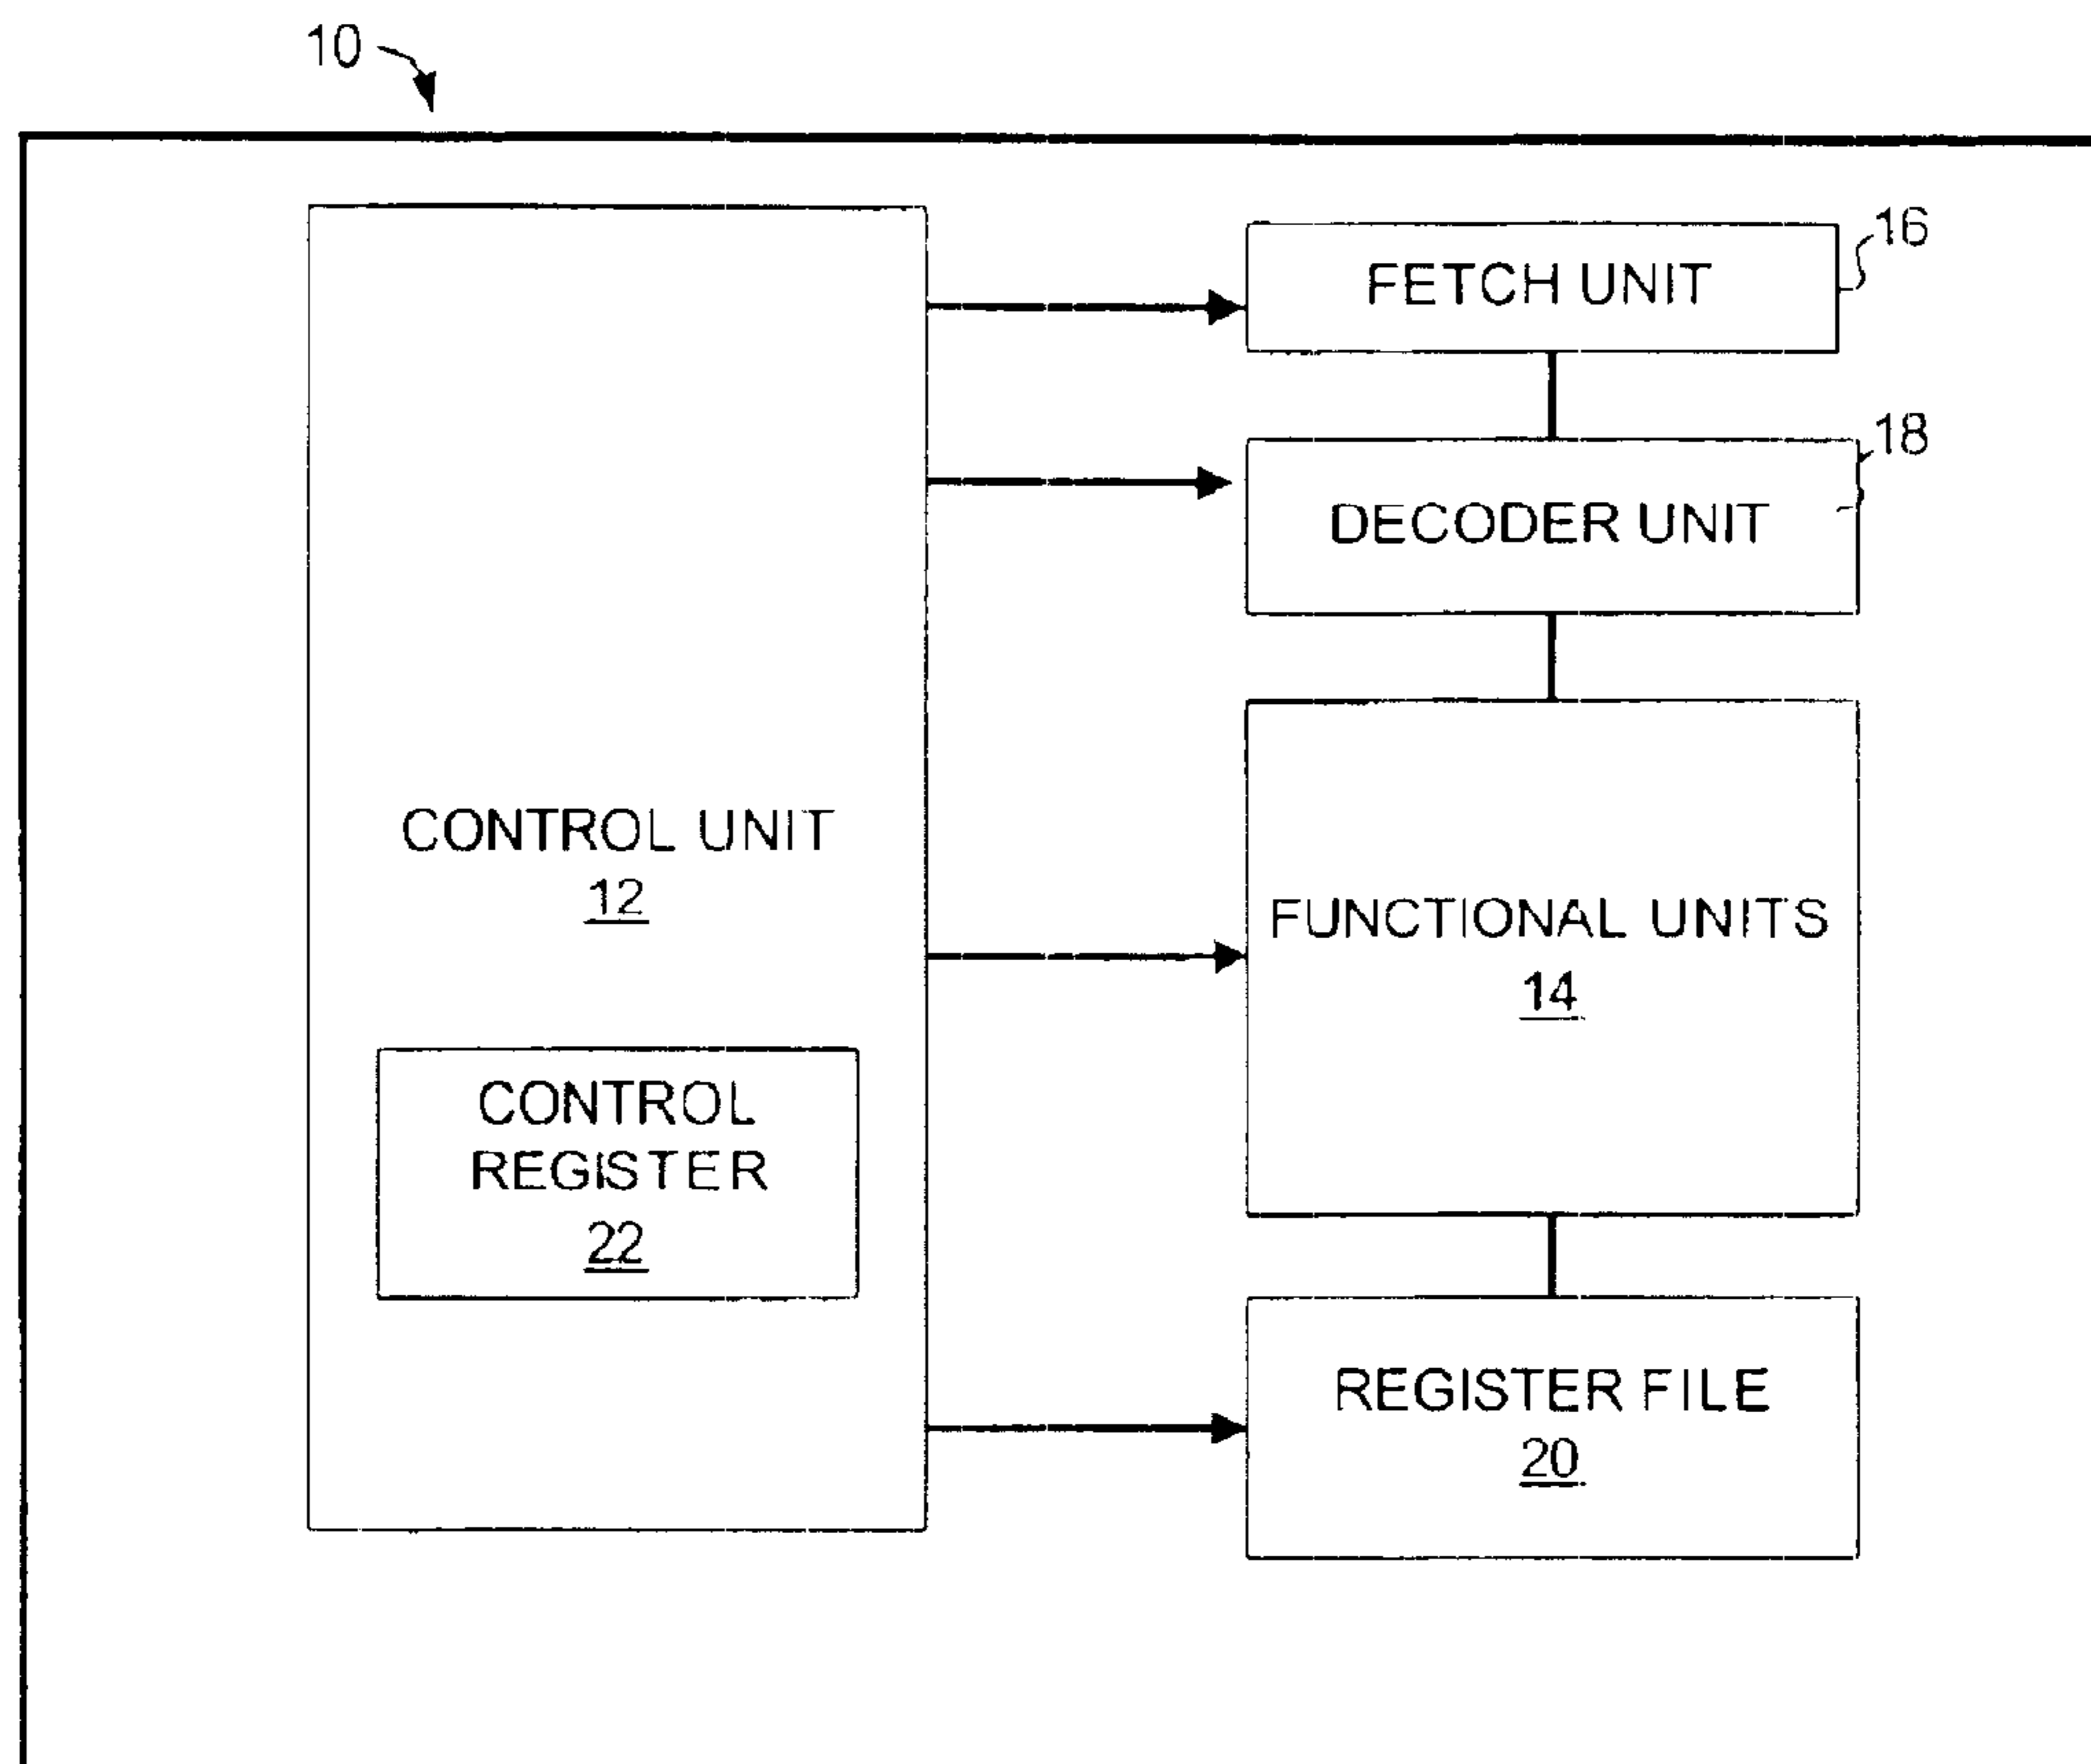 10
16
FETCH UNIT
18
DECODER UNIT
CONTROL UNIT
12
FUNCTIONAL UNITS
14
CONTROL
REGISTER
22
REGISTER FILE
20